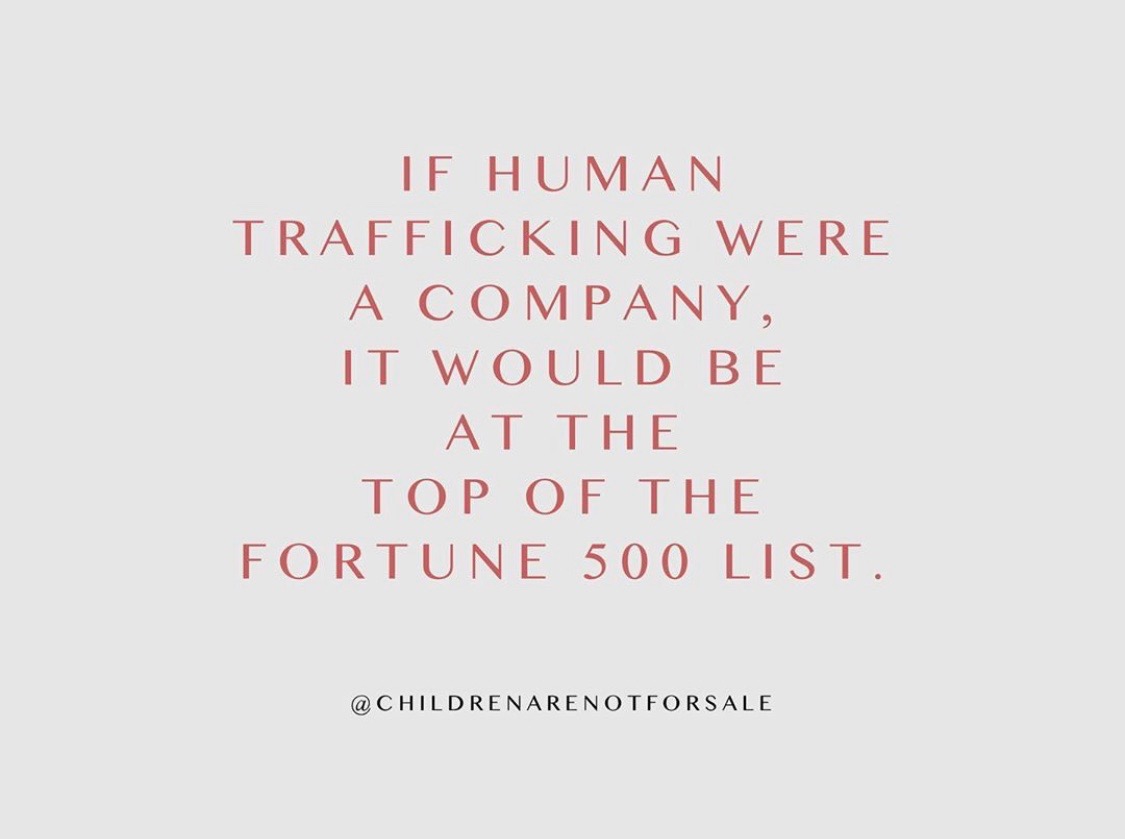 IF HUMAN
TRAFFICKING WERE
A COMPANY,
IT WOULD BE
AT THE
TOP OF THE
FORTUNE 500 LIST.
@CHILDRENARENOTFORSALE